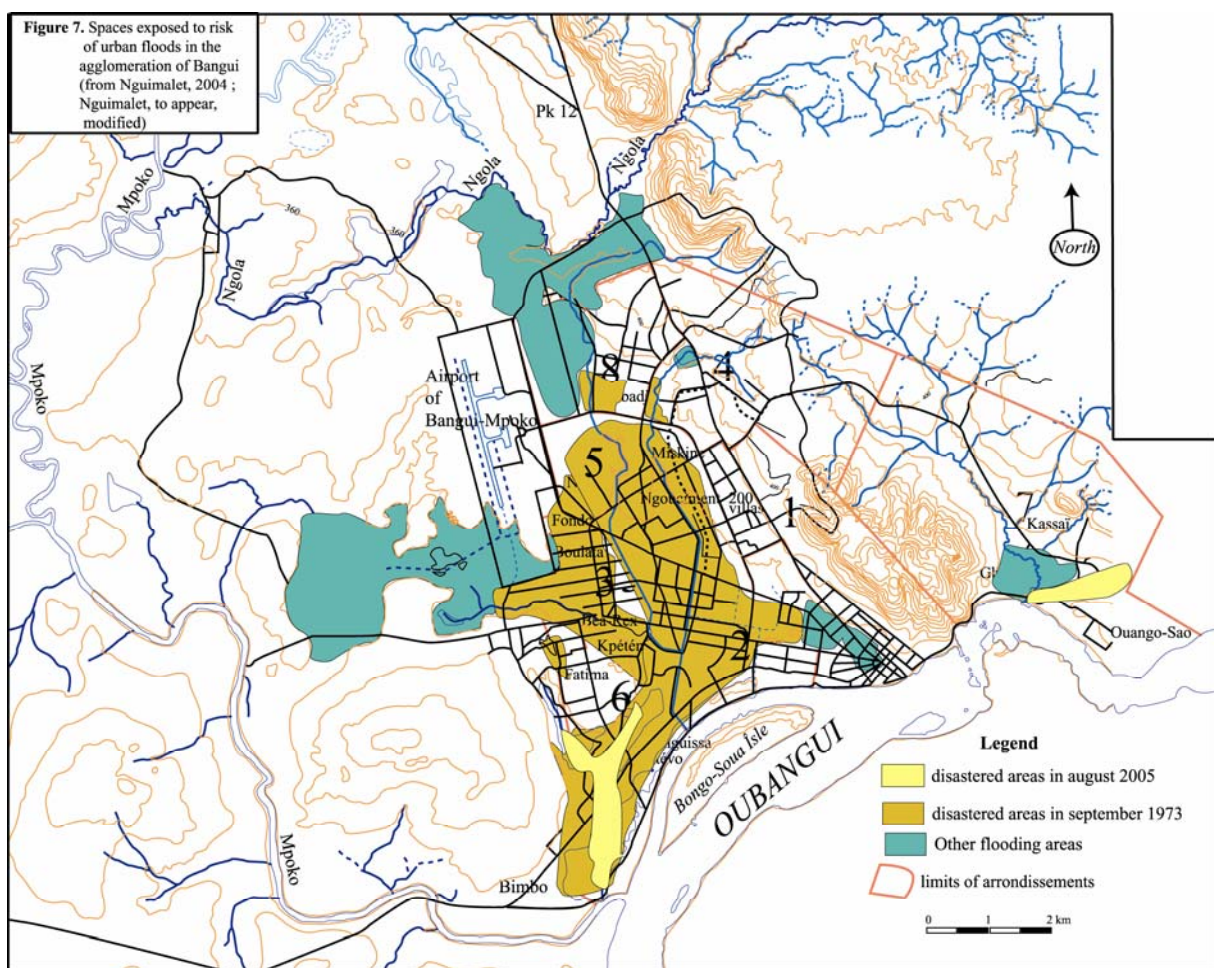 Figure 7. Spaces exposed to risk
of urban floods in the
agglomeration of Bangui
(from Nguimalet, 2004 ;
Nguimalet, to appear,
modified)
Pk 12
Ngola
Ngola
Mpoko
360
360
Ngola
North
Mpoko
Airport
of
Bangui-Mpoko
8
4
5
Miskine
Ngouciment
200
villas
1
7
Kassaï
Fondo
Boulata
3
Ouango-Sao
Béa-Rex
Kpétén
2
Fatima
6
Bongo-Soua Îsle
OUBANGUI
Mpoko
Bimbo
Legend
disastered areas in august 2005
disastered areas in september 1973
Other flooding areas
limits of arrondissements
0 1 2 km